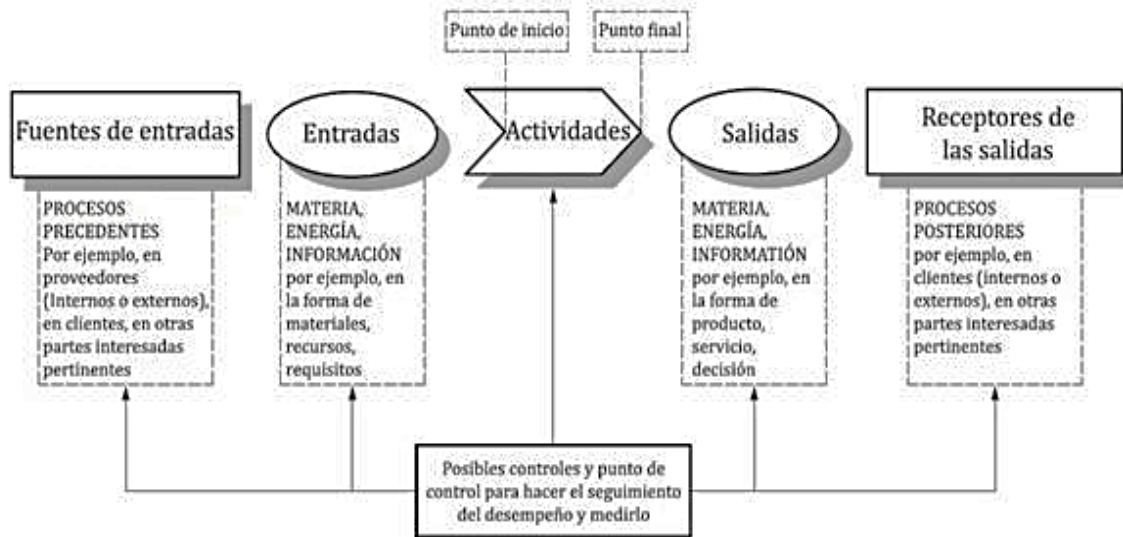 Punto de inicio
Punto final
Fuentes de entradas
Entradas
Actividades
Salidas
Receptores de
las salidas
PROCESOS
PRECEDENTES
Por ejemplo, en
proveedores
(internos o externos),
en clientes, en otras
partes interesadas
pertinentes
MATERIA,
ENERGÍA,
INFORMACIÓN
por ejemplo, en
la forma de
materiales,
recursos,
requisitos
MATERIA,
ENERGÍA,
INFORMATIÓN
por ejemplo, en
la forma de
producto,
servicio,
decisión
PROCESOS
POSTERIORES
por ejemplo, en
clientes (internos o
externos), en otras
partes interesadas
pertinentes
Posibles controles y punto de
control para hacer el seguimiento
del desempeño y medirlo